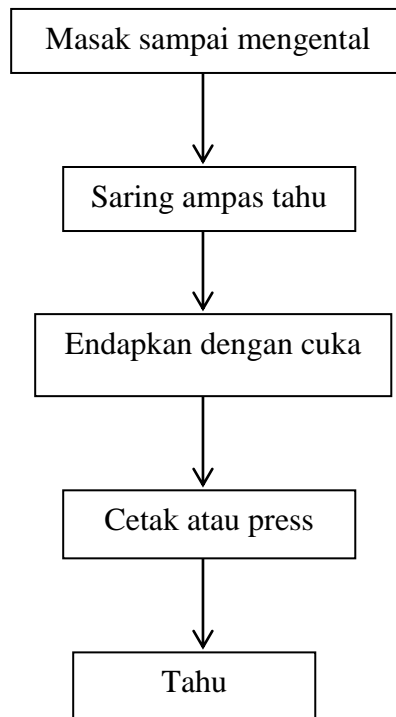 Masak sampai mengental
Saring ampas tahu
Endapkan dengan cuka
Cetak atau press
Tahu